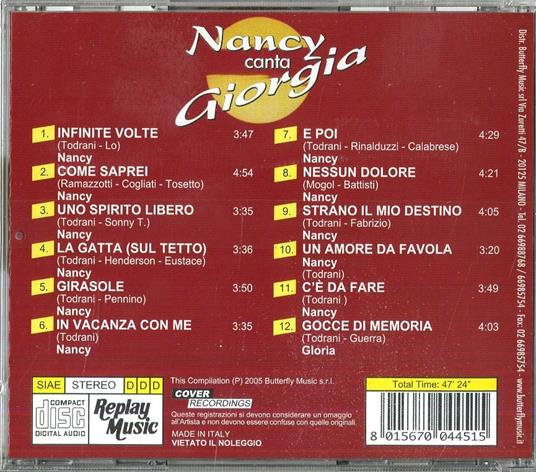 Nancy
canta
Giorgia
1. INFINITE VOLTE 3:47
(Todrani - Lo)
Nancy
2. COME SAPREI 4:54
(Ramazzotti - Cogliati - Tosetto)
Nancy
3. UNO SPIRITO LIBERO 3:35
(Todrani - Sonny T.)
Nancy
4. LA GATTA (SUL TETTO) 3:36
(Todrani - Henderson - Eustace)
Nancy
5. GIRASOLE 3:50
(Todrani - Pennino)
Nancy
6. IN VACANZA CON ME 3:35
(Todrani)
Nancy
7. E POI 4:29
(Todrani - Rinalduzzi - Calabrese)
Nancy
8. NESSUN DOLORE 4:21
(Mogol - Battisti)
Nancy
9. STRANO IL MIO DESTINO 4:05
(Todrani - Fabrizio)
Nancy
10. UN AMORE DA FAVOLA 3:20
Nancy
(Todrani)
11. C'È DA FARE 3:49
(Todrani )
Nancy
12. GOCCE DI MEMORIA 4:03
(Todrani - Guerra)
Gloria
SIAE STEREO D D D
COMPACT
disc
DIGITAL AUDIO
Replay
Music
This Compilation (P) 2005 Butterfly Music s.r.l.
COVER
RECORDINGS
Queste registrazioni si devono considerare un omaggio
all'Artista e non devono essere confuse con quelle originali.
MADE IN ITALY
VIETATO IL NOLEGGIO
Total Time: 47' 24"
8 015670 044515
Distr. Butterfly Music srl Via Zuretti 47/B - 20125 MILANO - Tel. 02 66988768 / 66985754 - Fax. 02 66985754 - www.butterflymusic.it